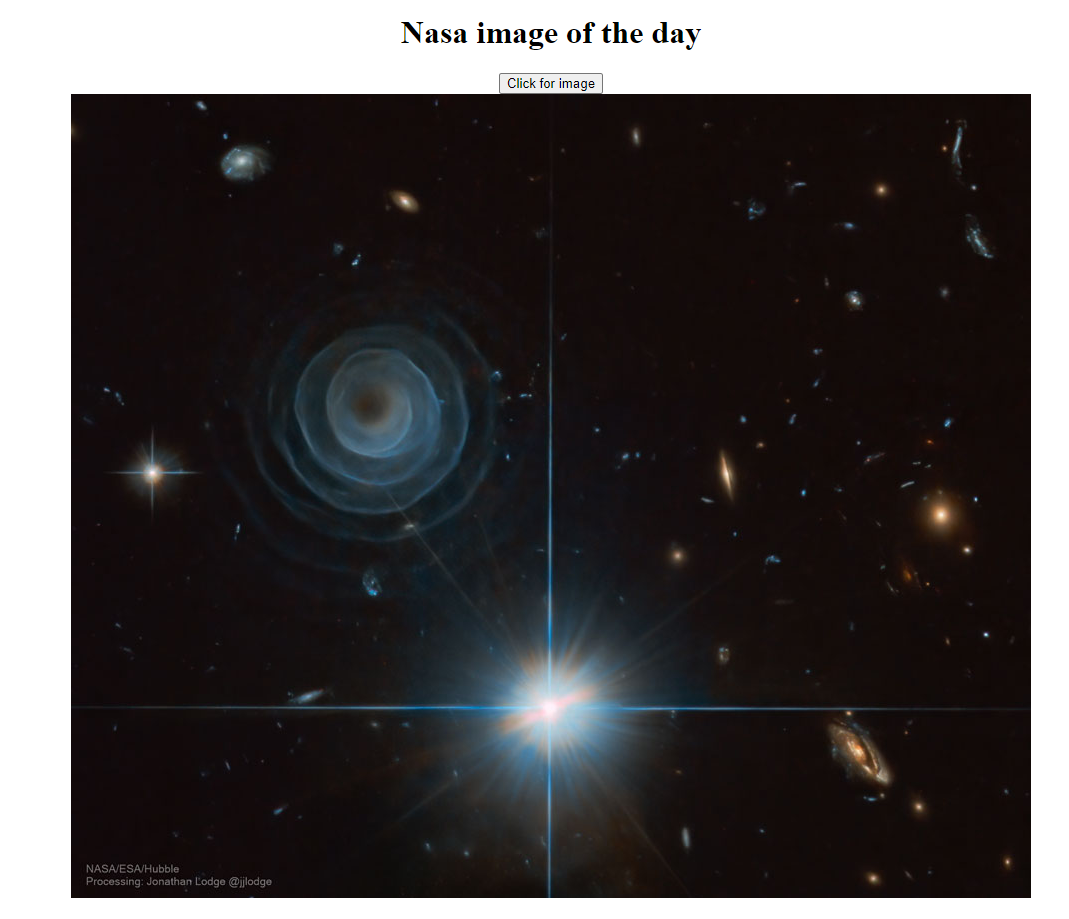 Nasa image of the day
Click for image
NASA/ESA/Hubble
Processing: Jonathan Lodge @jjlodge